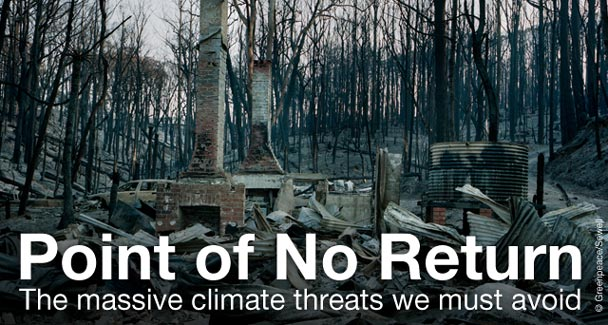 Point of No Return
The massive climate threats we must avoid
© Greenpeace/Sewell